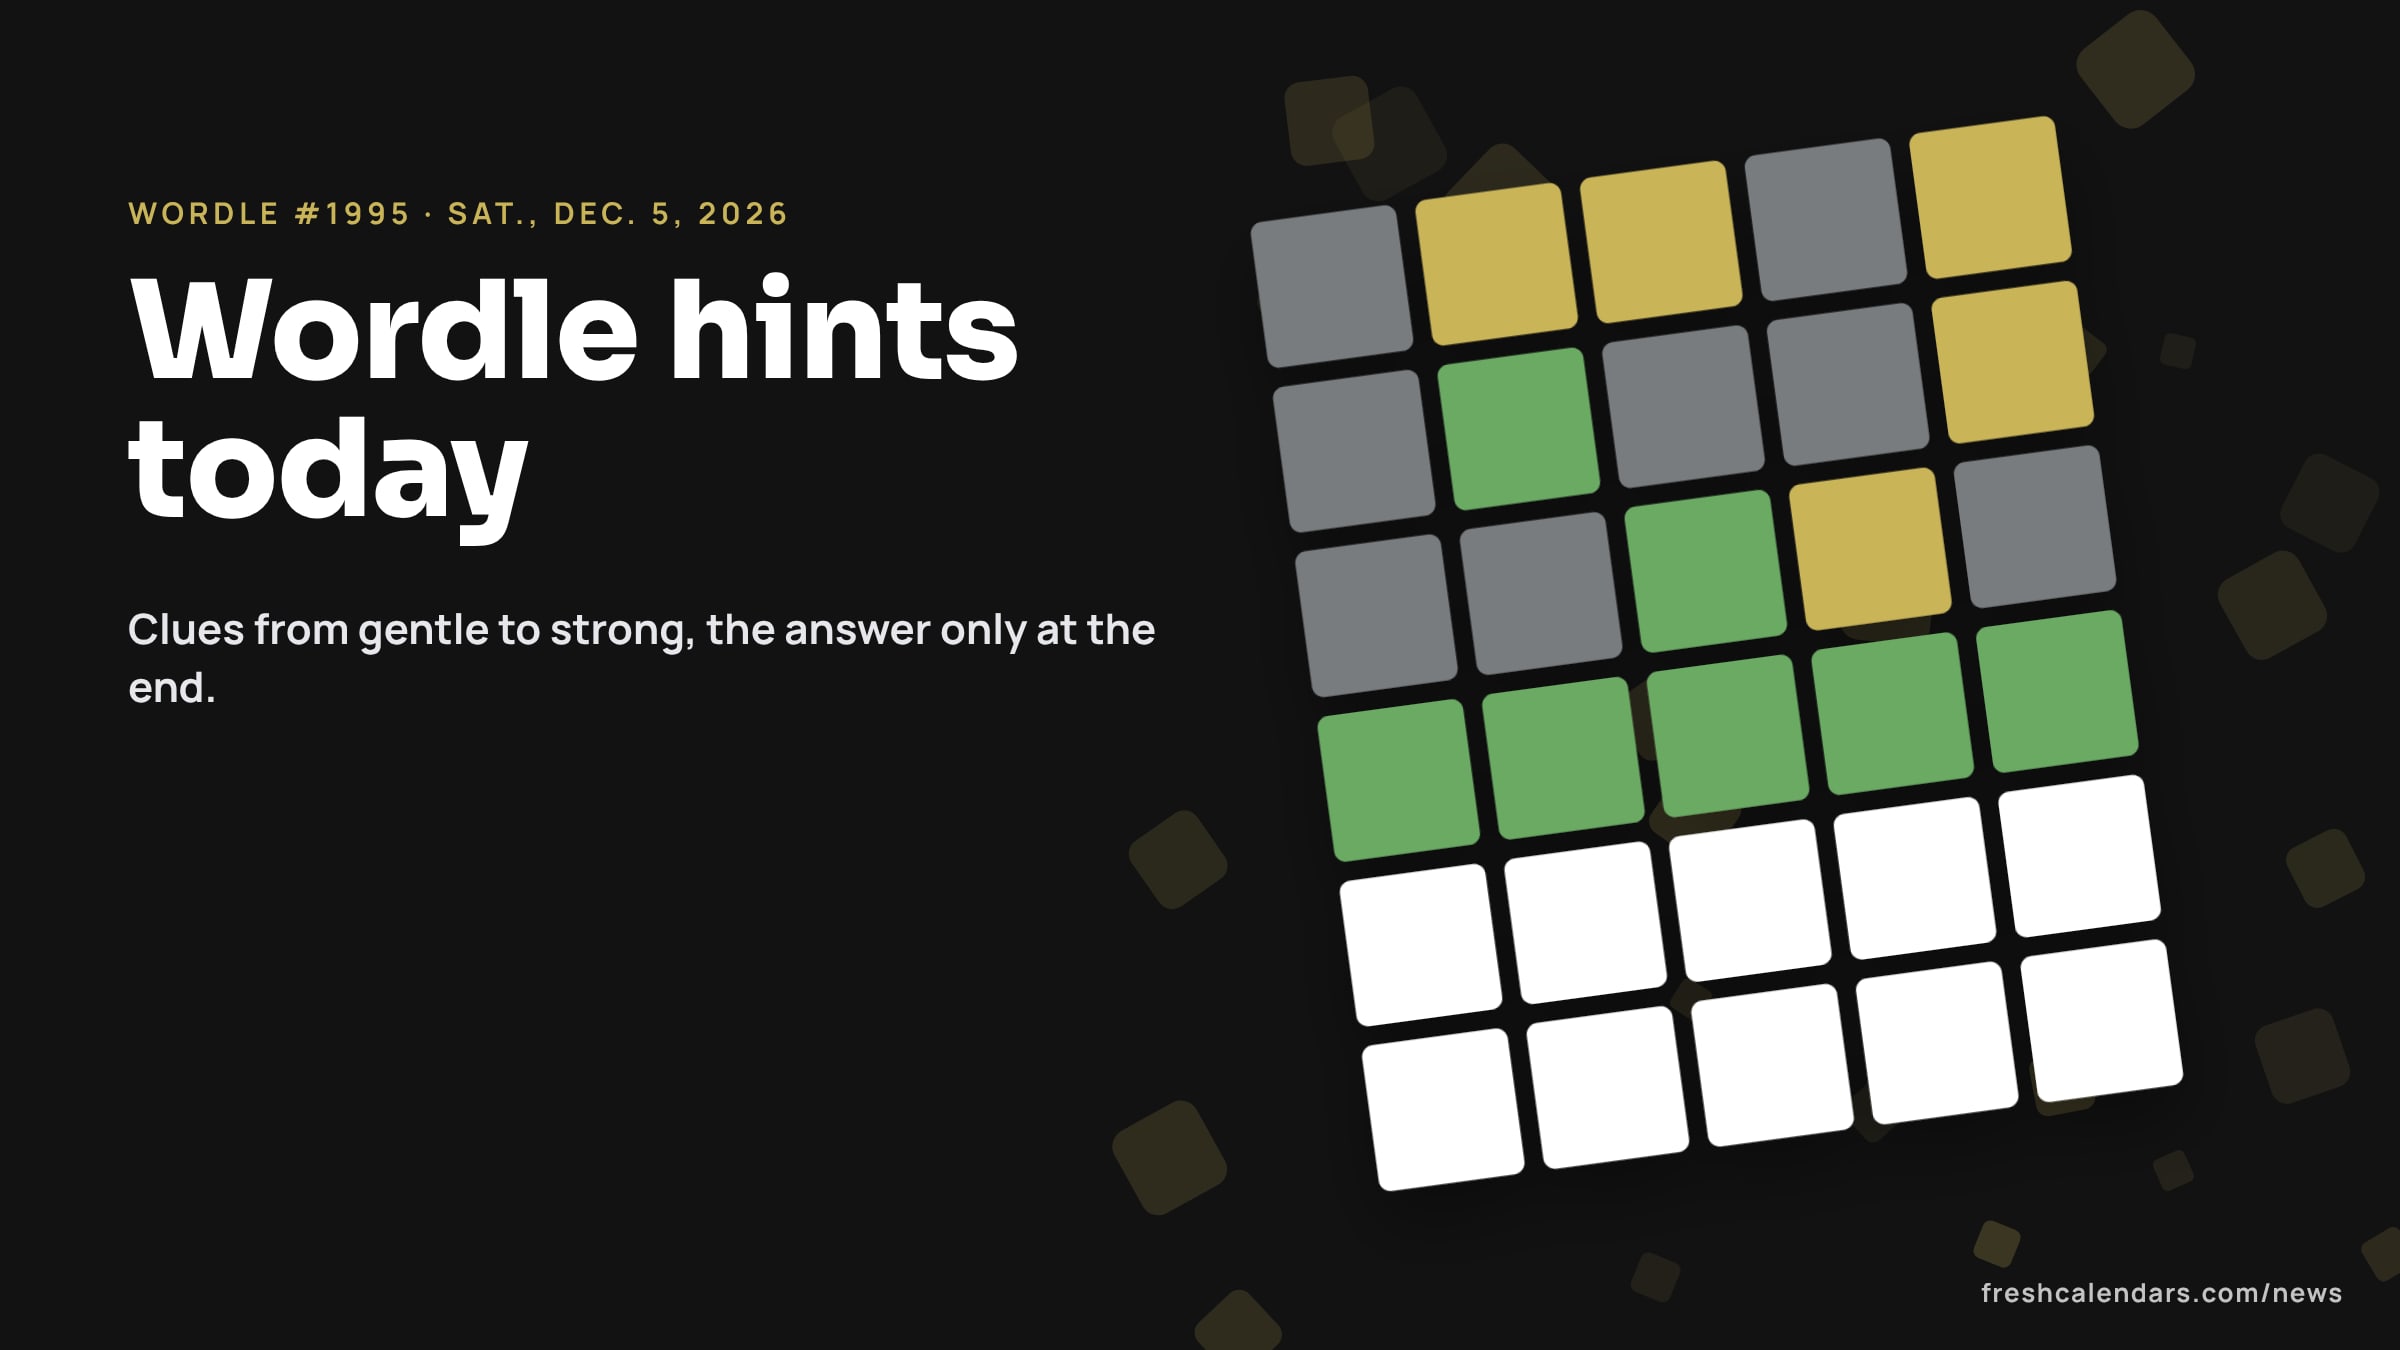 WORDLE #1995 · SAT., DEC. 5, 2026
Wordle hints
today
Clues from gentle to strong, the answer only at the
end.
freshcalendars.com/news